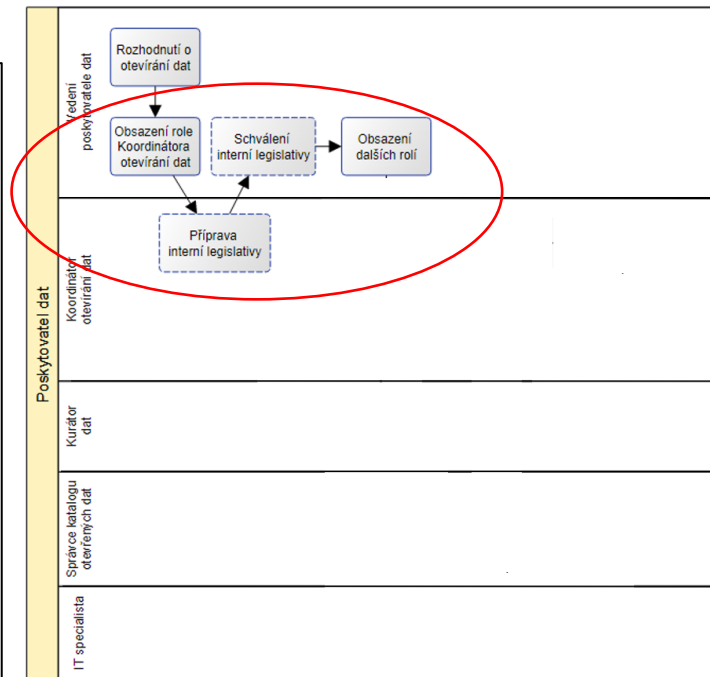 Poskytovatel dat
Vedení
poskytovatele dat
Rozhodnutí o
otevírání dat
Obsazení role
Koordinátora
otevírání dat
Schválení
interní legislativy
Obsazení
dalších rolí
Koordinátor
otevírání dat
Příprava
interní legislativy
Kurátor
dat
Správce katalogu
otevřených dat
IT specialista